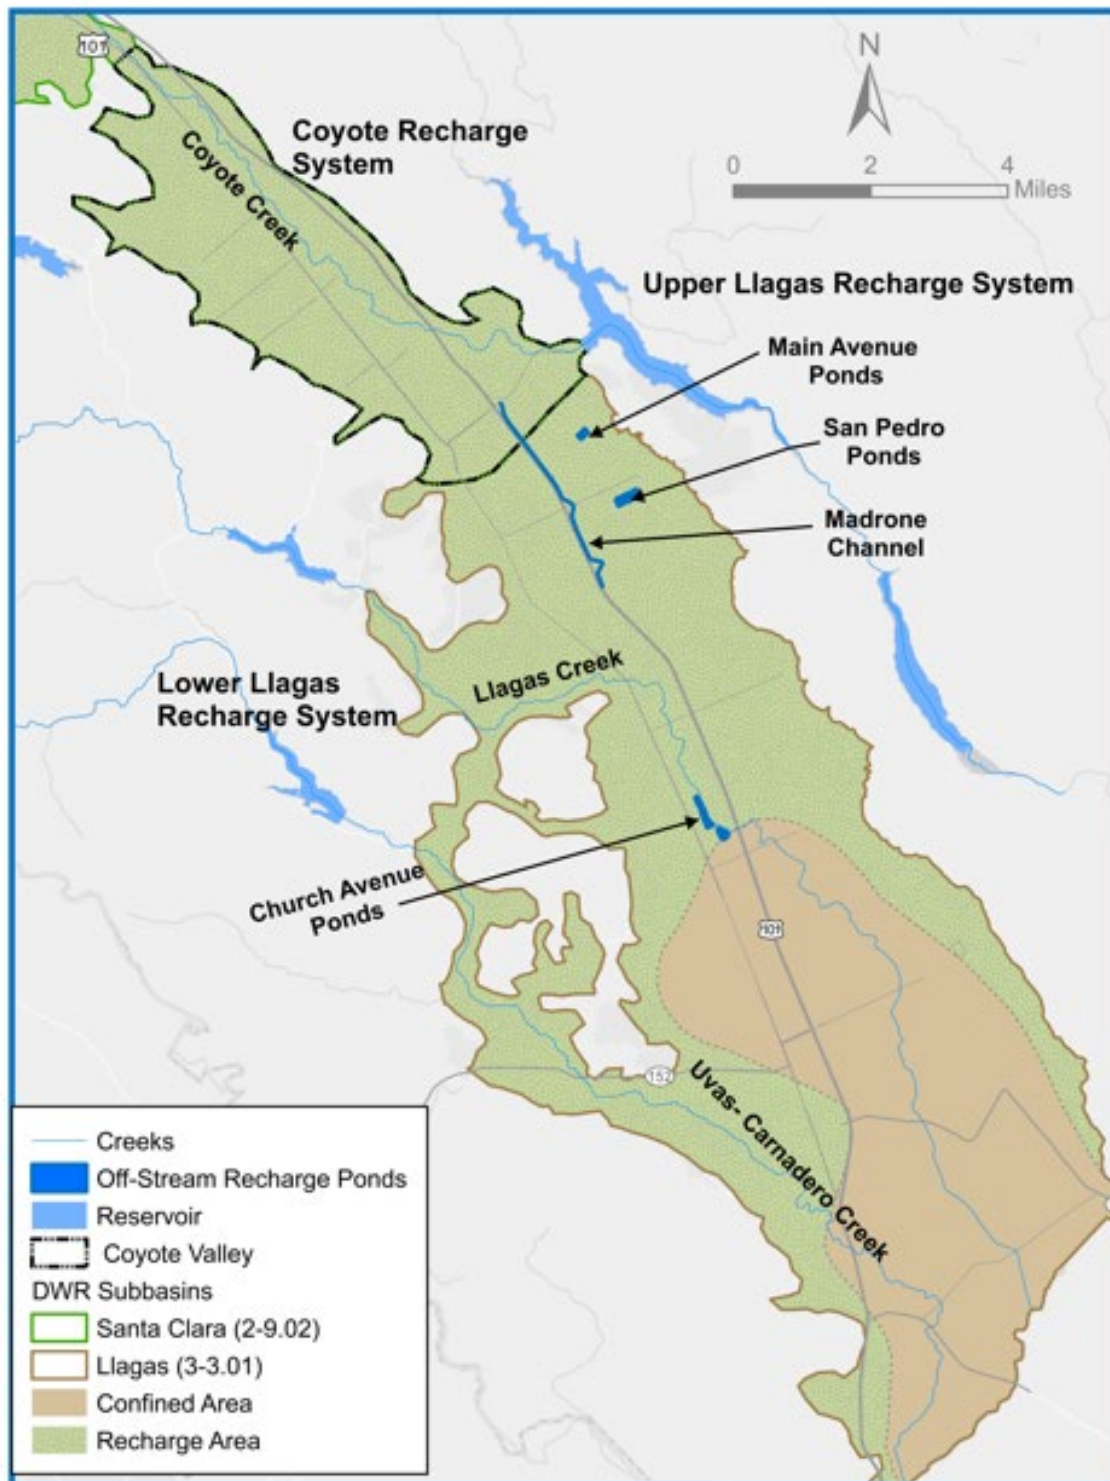 101
N
Coyote Recharge
System
Coyote Creek
0 2 4
Miles
Upper Llagas Recharge System
Main Avenue
Ponds
San Pedro
Ponds
Madrone
Channel
Llagas Creek
Lower Llagas
Recharge System
Church Avenue
Ponds
101
152
Uvas- Carnadero Creek
Creeks
Off-Stream Recharge Ponds
Reservoir
Coyote Valley
DWR Subbasins
Santa Clara (2-9.02)
Llagas (3-3.01)
Confined Area
Recharge Area